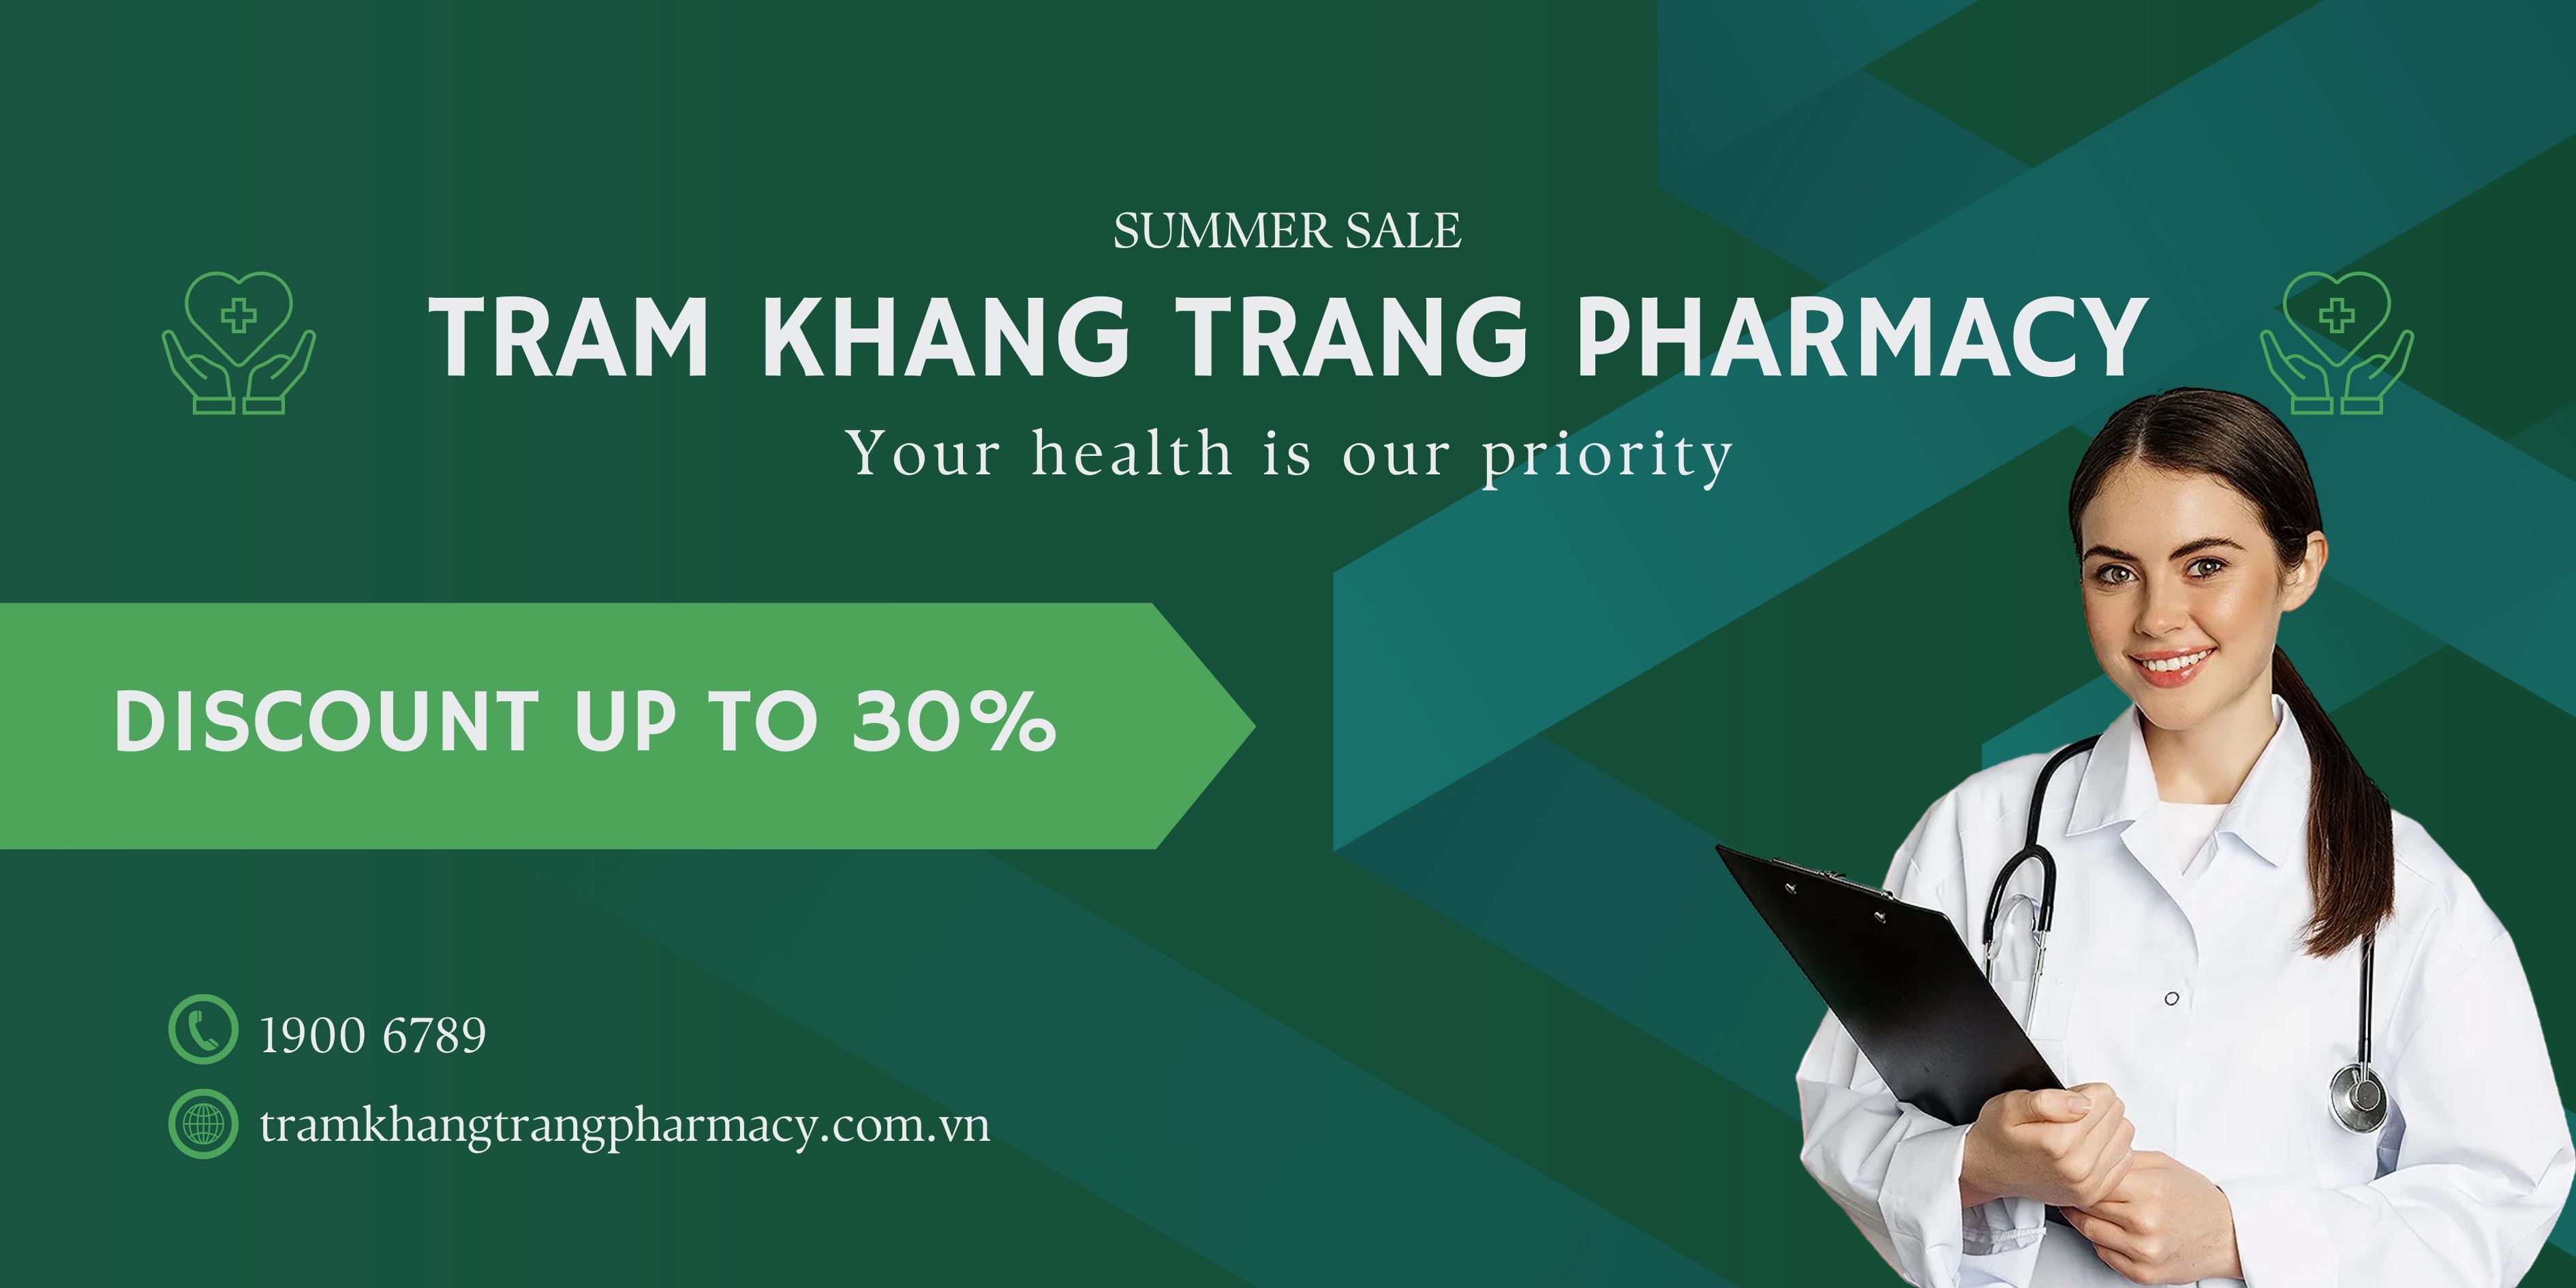 SUMMER SALE
TRAM KHANG TRANG PHARMACY
Your health is our priority
DISCOUNT UP TO 30%
1900 6789
tramkhangtrangpharmacy.com.vn